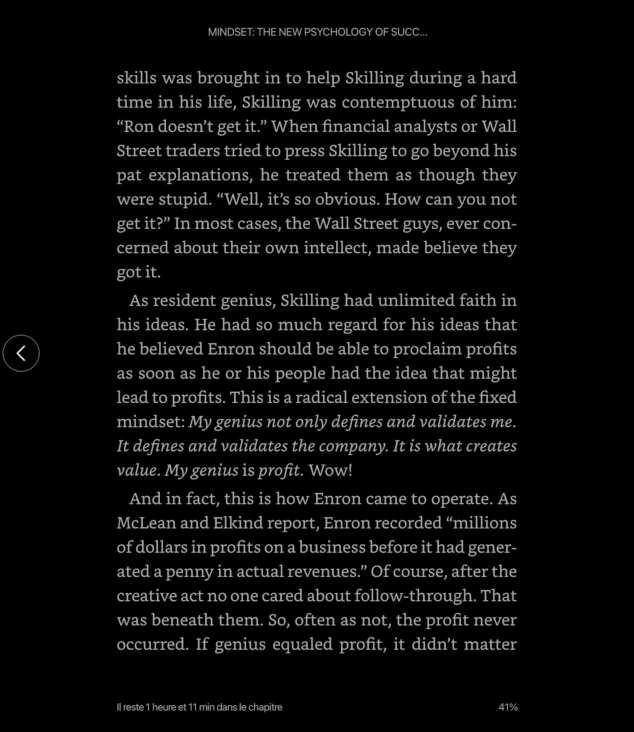 MINDSET: THE NEW PSYCHOLOGY OF SUCC...
skills was brought in to help Skilling during a hard
time in his life, Skilling was contemptuous of him:
“Ron doesn’t get it.” When financial analysts or Wall
Street traders tried to press Skilling to go beyond his
pat explanations, he treated them as though they
were stupid. “Well, it’s so obvious. How can you not
get it?” In most cases, the Wall Street guys, ever con-
cerned about their own intellect, made believe they
got it.
As resident genius, Skilling had unlimited faith in
his ideas. He had so much regard for his ideas that
he believed Enron should be able to proclaim profits
as soon as he or his people had the idea that might
lead to profits. This is a radical extension of the fixed
mindset: My genius not only defines and validates me.
It defines and validates the company. It is what creates
value. My genius is profit. Wow!
And in fact, this is how Enron came to operate. As
McLean and Elkind report, Enron recorded “millions
of dollars in profits on a business before it had gener-
ated a penny in actual revenues.” Of course, after the
creative act no one cared about follow-through. That
was beneath them. So, often as not, the profit never
occurred. If genius equaled profit, it didn’t matter
Il reste 1 heure et 11 min dans le chapitre
41%